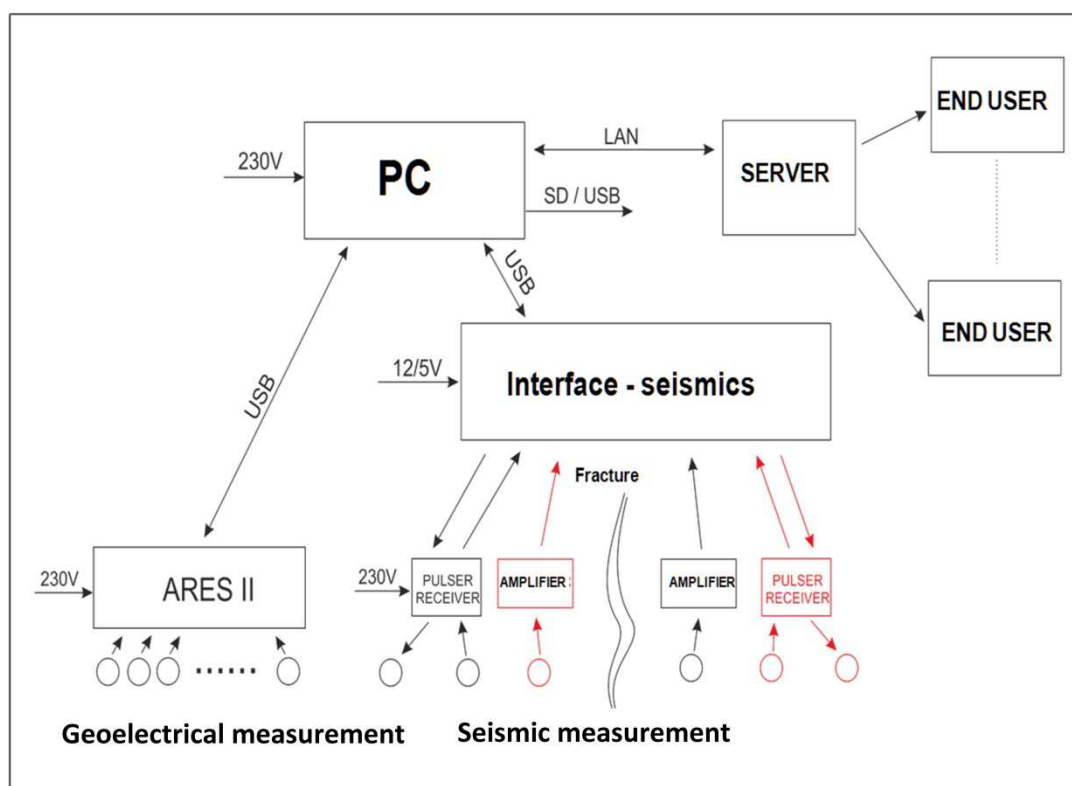 END USER
LAN
230V
PC
SERVER
SD / USB
USB
END USER
12/5V
Interface - seismics
USB
Fracture
230V
ARES II
230V
PULSER
RECEIVER
AMPLIFIER :
AMPLIFIER
PULSER
RECEIVER
......
Geoelectrical measurement
Seismic measurement